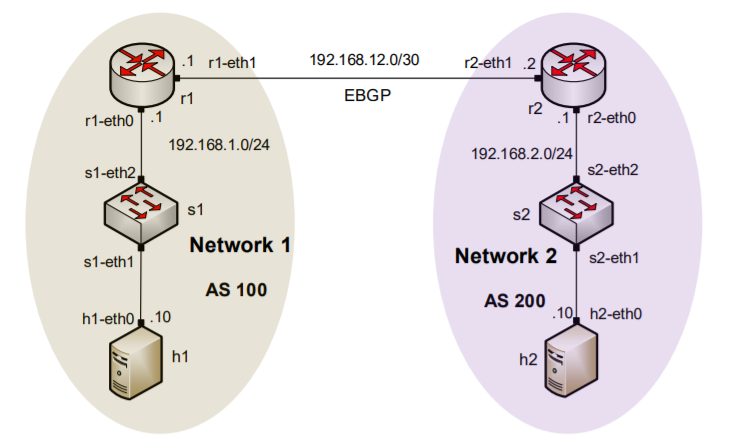 .1 r1-eth1 192.168.12.0/30 r2-eth1 .2
EBGP
r1 r2
r1-eth0 .1 .1 r2-eth0
192.168.1.0/24 192.168.2.0/24
s1-eth2 s2-eth2
s1 s2
Network 1 Network 2
s1-eth1 s2-eth1
AS 100 AS 200
h1-eth0 .10 .10 h2-eth0
h1 h2